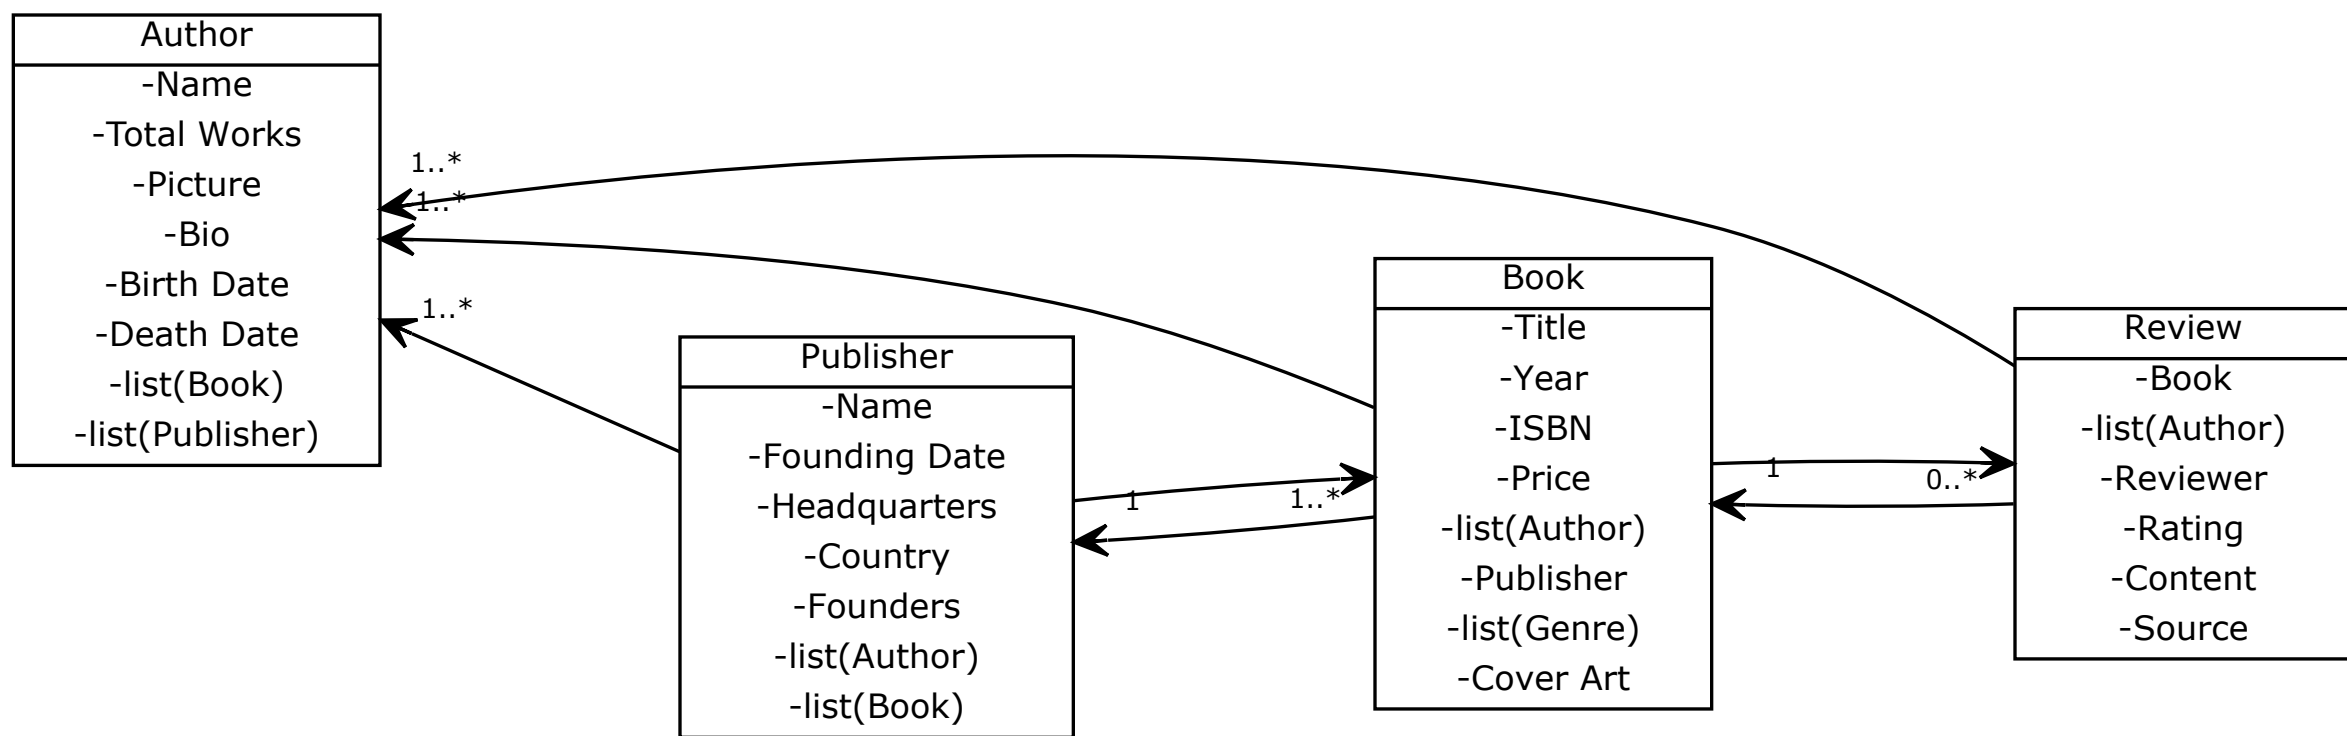 Author
-Name
-Total Works
-Picture
-Bio
-Birth Date
-Death Date
-list(Book)
-list(Publisher)
1..*
1..*
1..*
Publisher
-Name
-Founding Date
-Headquarters
-Country
-Founders
-list(Author)
-list(Book)
1
1..*
Book
-Title
-Year
-ISBN
-Price
-list(Author)
-Publisher
-list(Genre)
-Cover Art
1
0..*
Review
-Book
-list(Author)
-Reviewer
-Rating
-Content
-Source